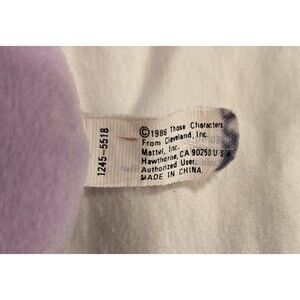 ©1986 Those Characters
From Cleveland, Inc.
Mattel, Inc.
Hawthorne, CA 90250 U.S.A.
Authorized User
MADE IN CHINA
1245-5518